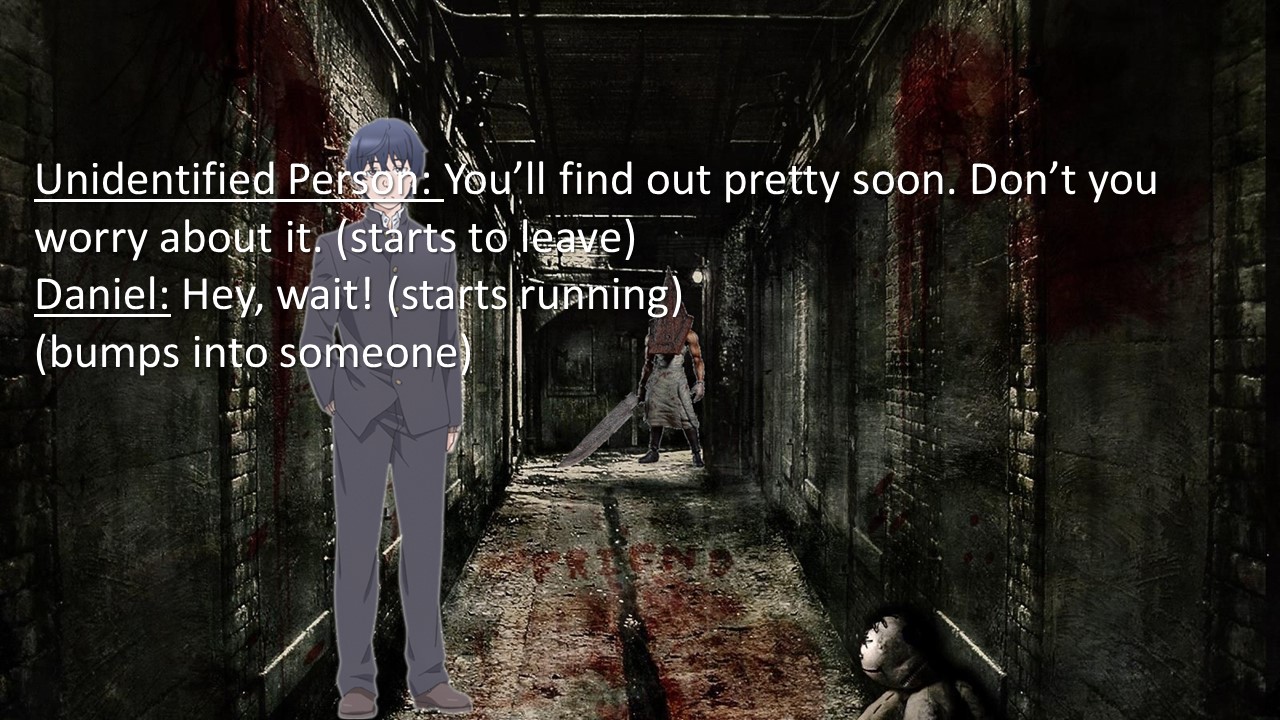 Unidentified Person: You’ll find out pretty soon. Don’t you
worry about it. (starts to leave)
Daniel: Hey, wait! (starts running)
(bumps into someone)
FRIEND